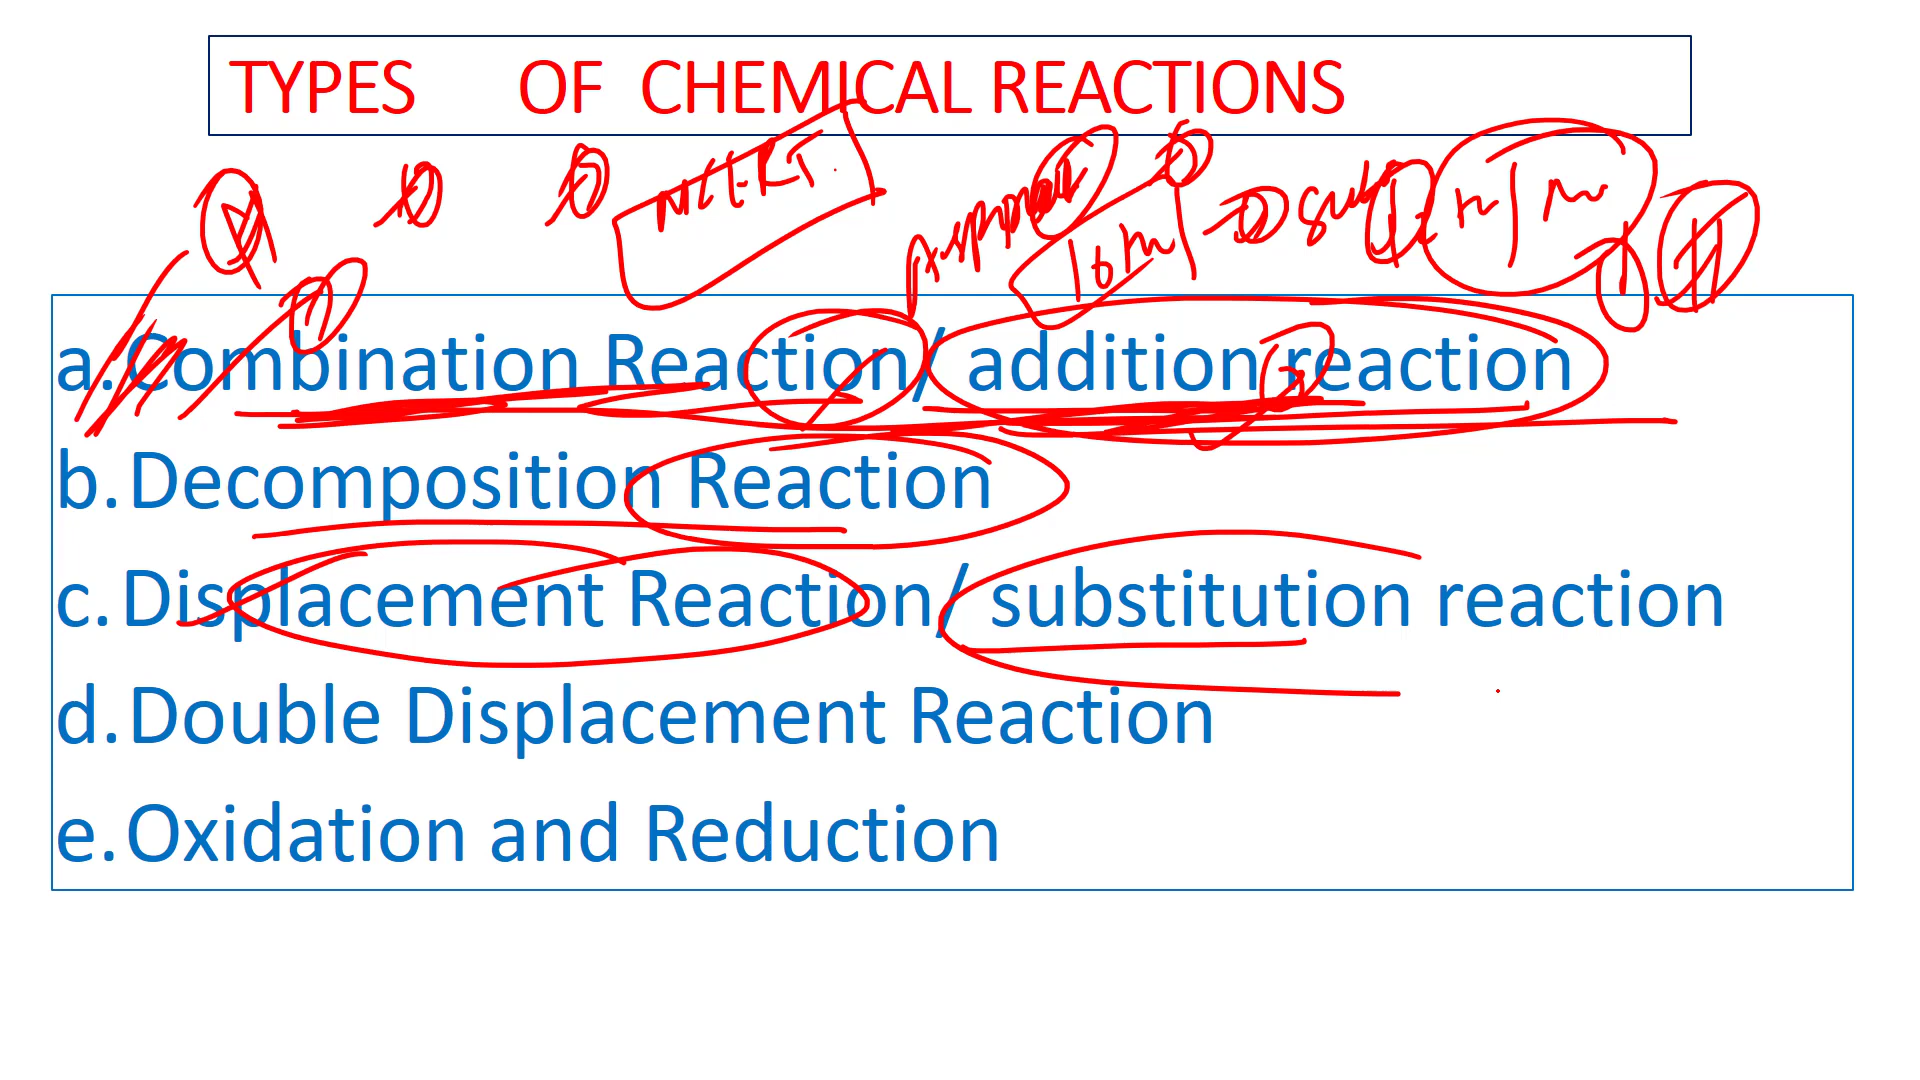 TYPES OF CHEMICAL REACTIONS
a. Combination Reaction/ addition reaction
b. Decomposition Reaction
c. Displacement Reaction/ substitution reaction
d. Double Displacement Reaction
e. Oxidation and Reduction